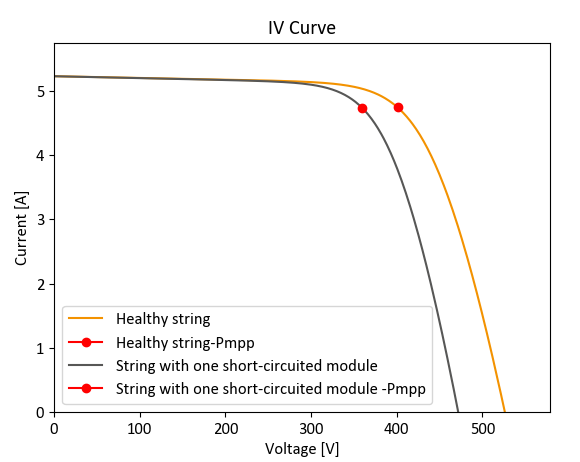 IV Curve
Current [A]
5
4
3
2
1
0
0 100 200 300 400 500
Voltage [V]
Healthy string
Healthy string-Pmpp
String with one short-circuited module
String with one short-circuited module -Pmpp